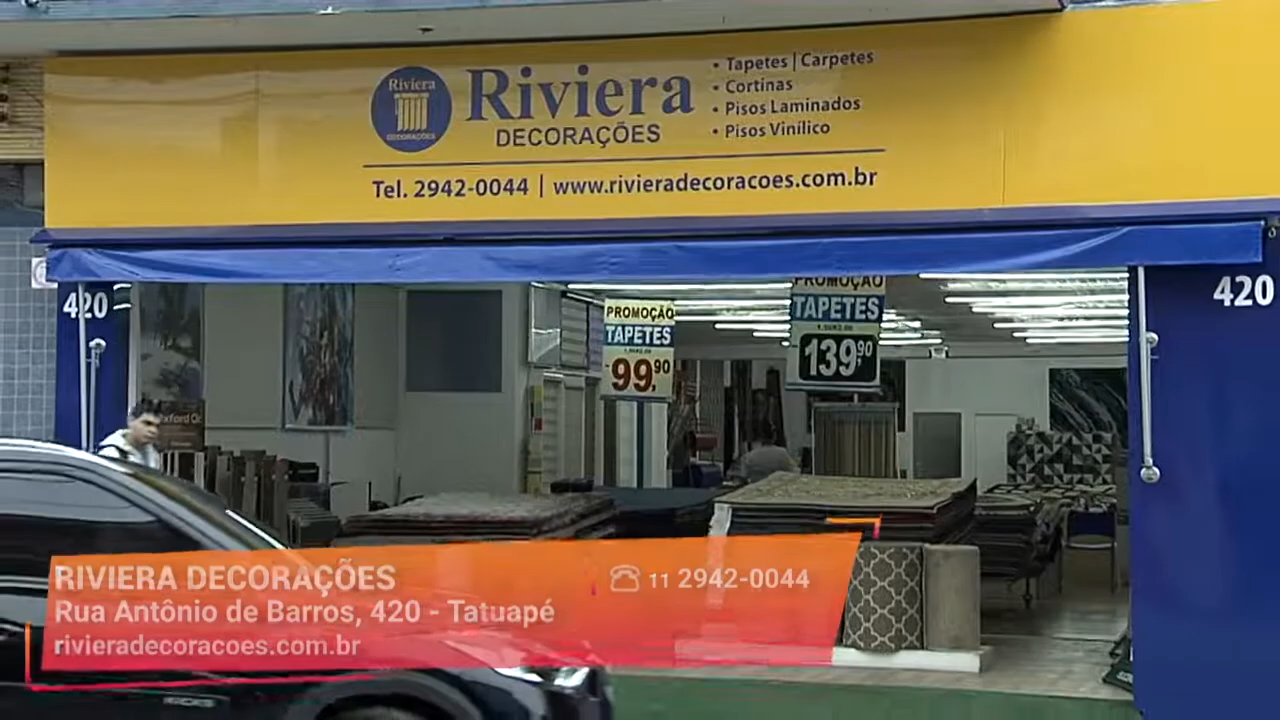 Riviera
DECORAÇÕES
Riviera
DECORAÇÕES
• Tapetes | Carpetes
• Cortinas
• Pisos Laminados
• Pisos Vinílico
Tel. 2942-0044 | www.rivieradecoracoes.com.br
420
420
PROMOÇÃO
TAPETES
99,90
PROMOÇÃO
TAPETES
139,90
RIVIERA DECORAÇÕES
11 2942-0044
Rua Antônio de Barros, 420 - Tatuapé
rivieradecoracoes.com.br